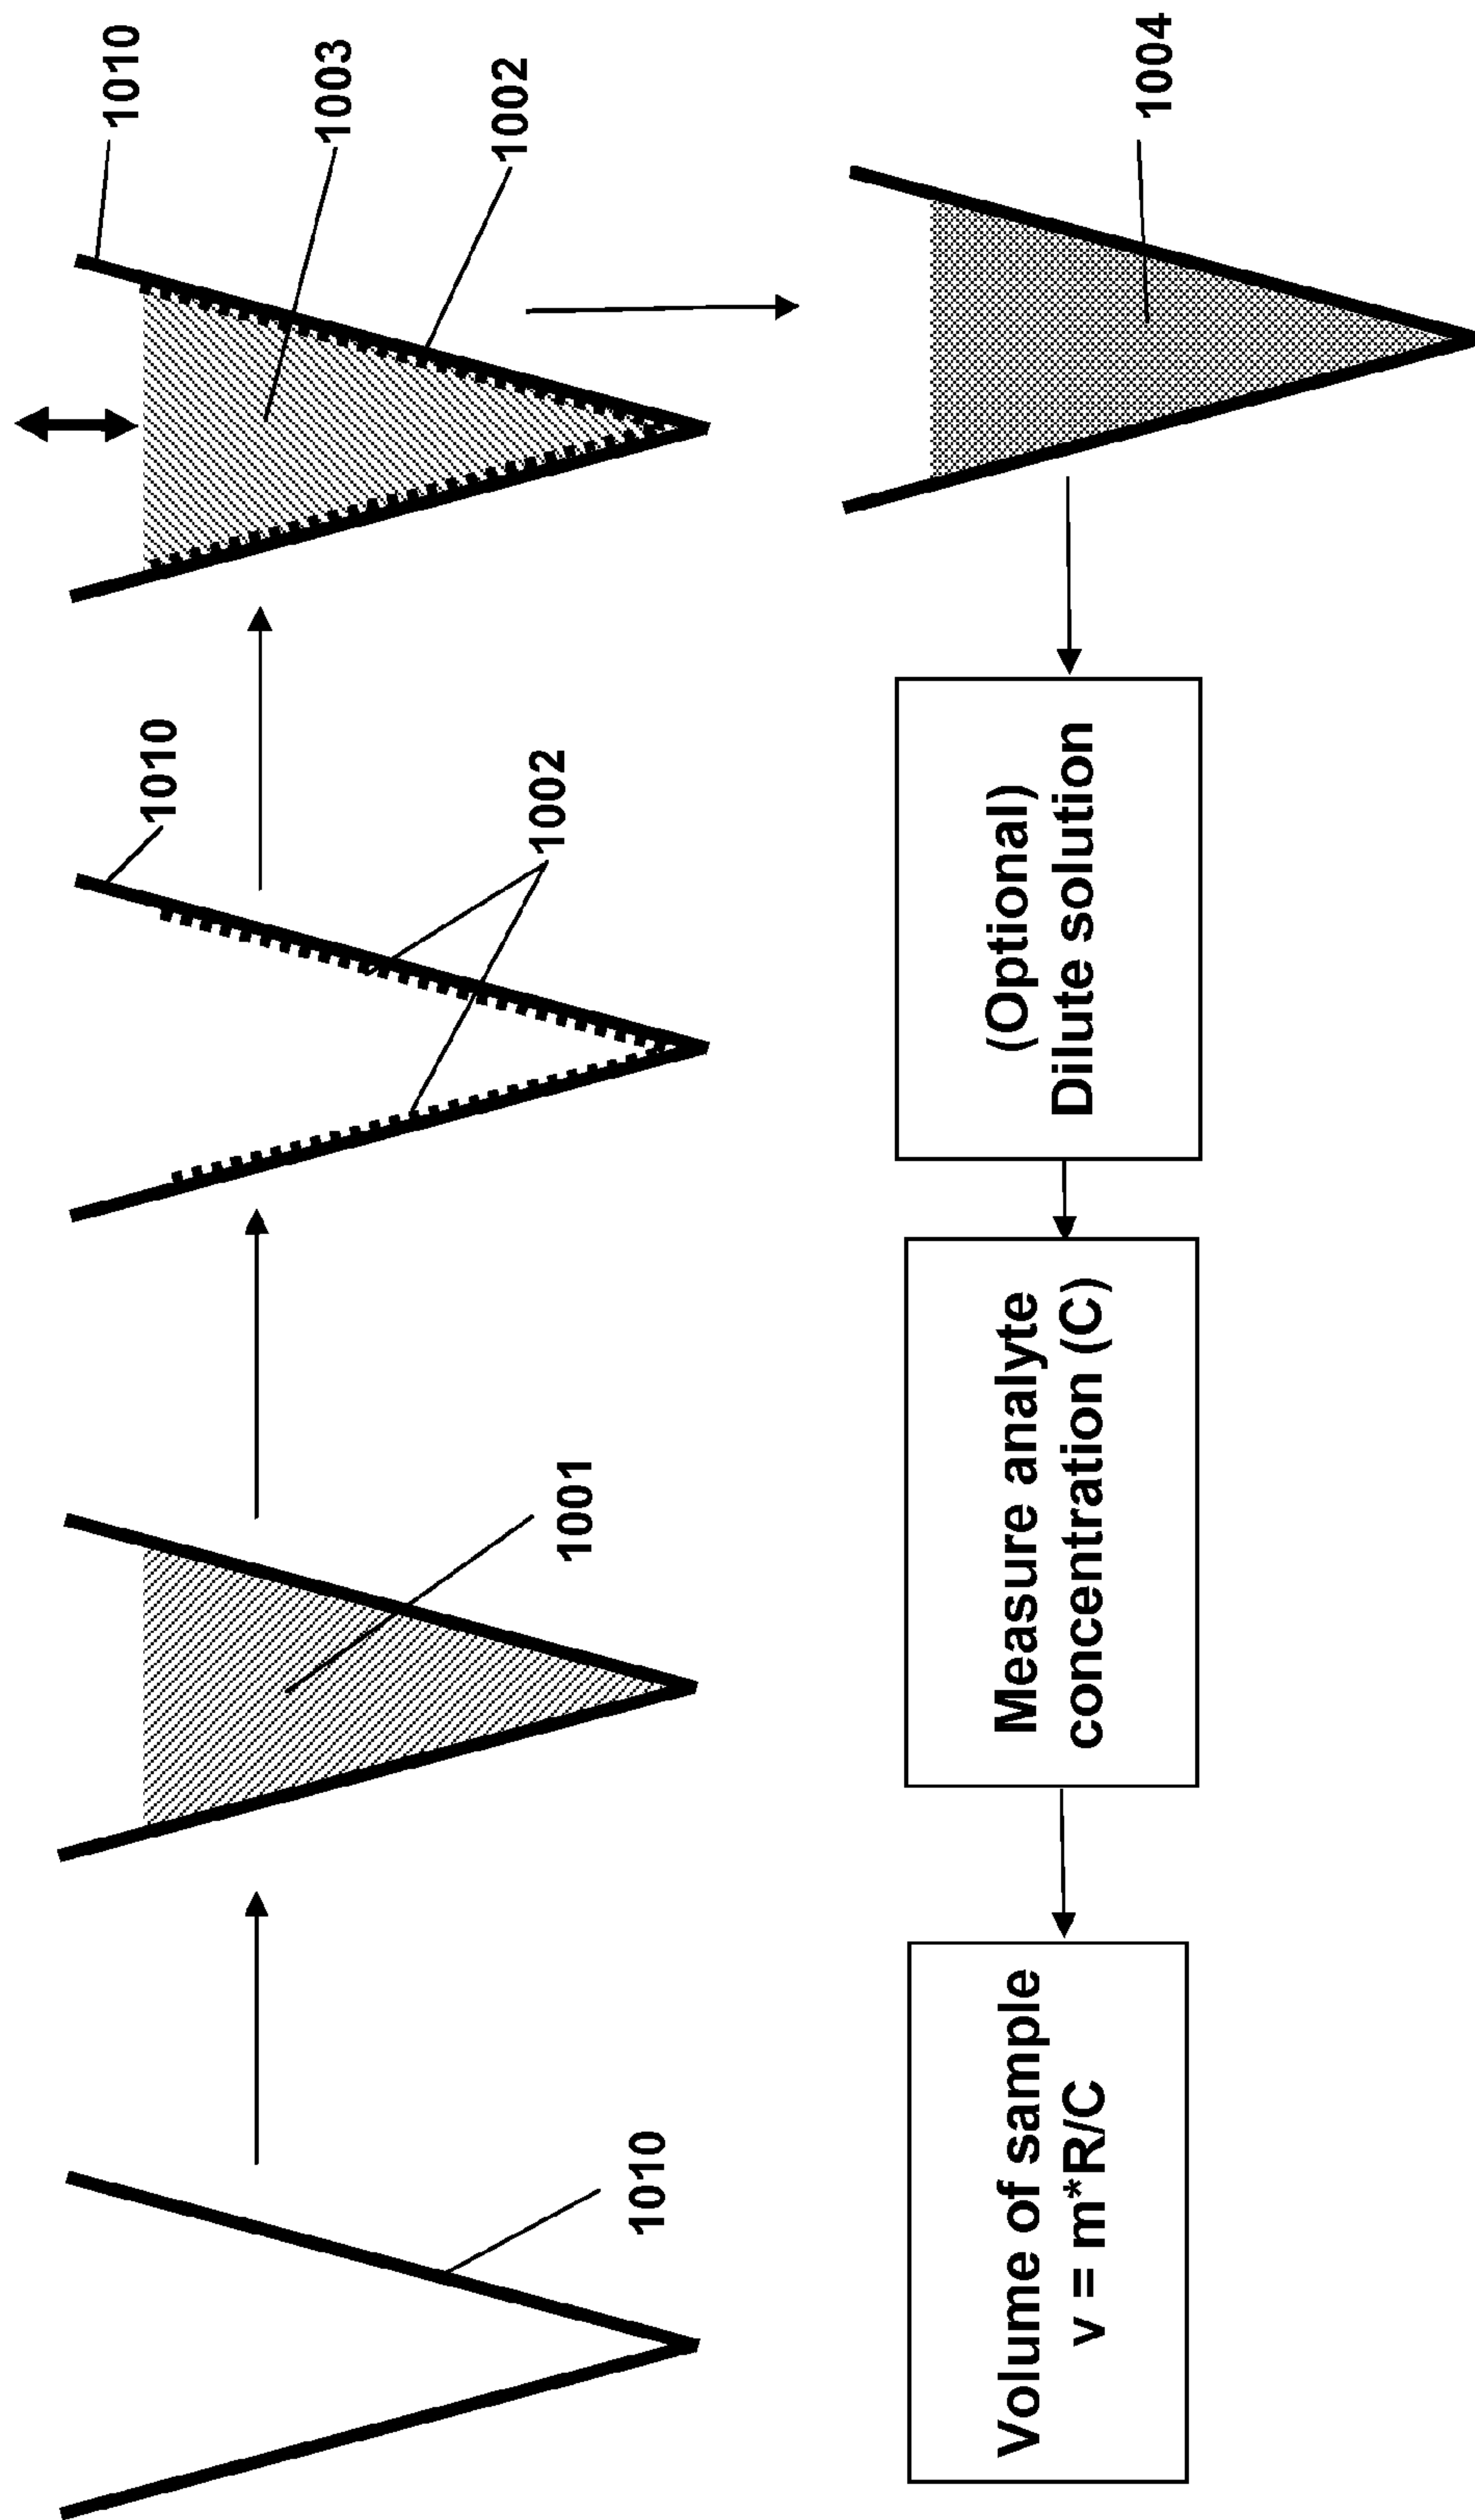 1010
1001
1010
1002
1010
1003
1002
1004
(Optional)
Dilute solution
Measure analyte
concentration (C)
Volume of sample
v = m*R/C